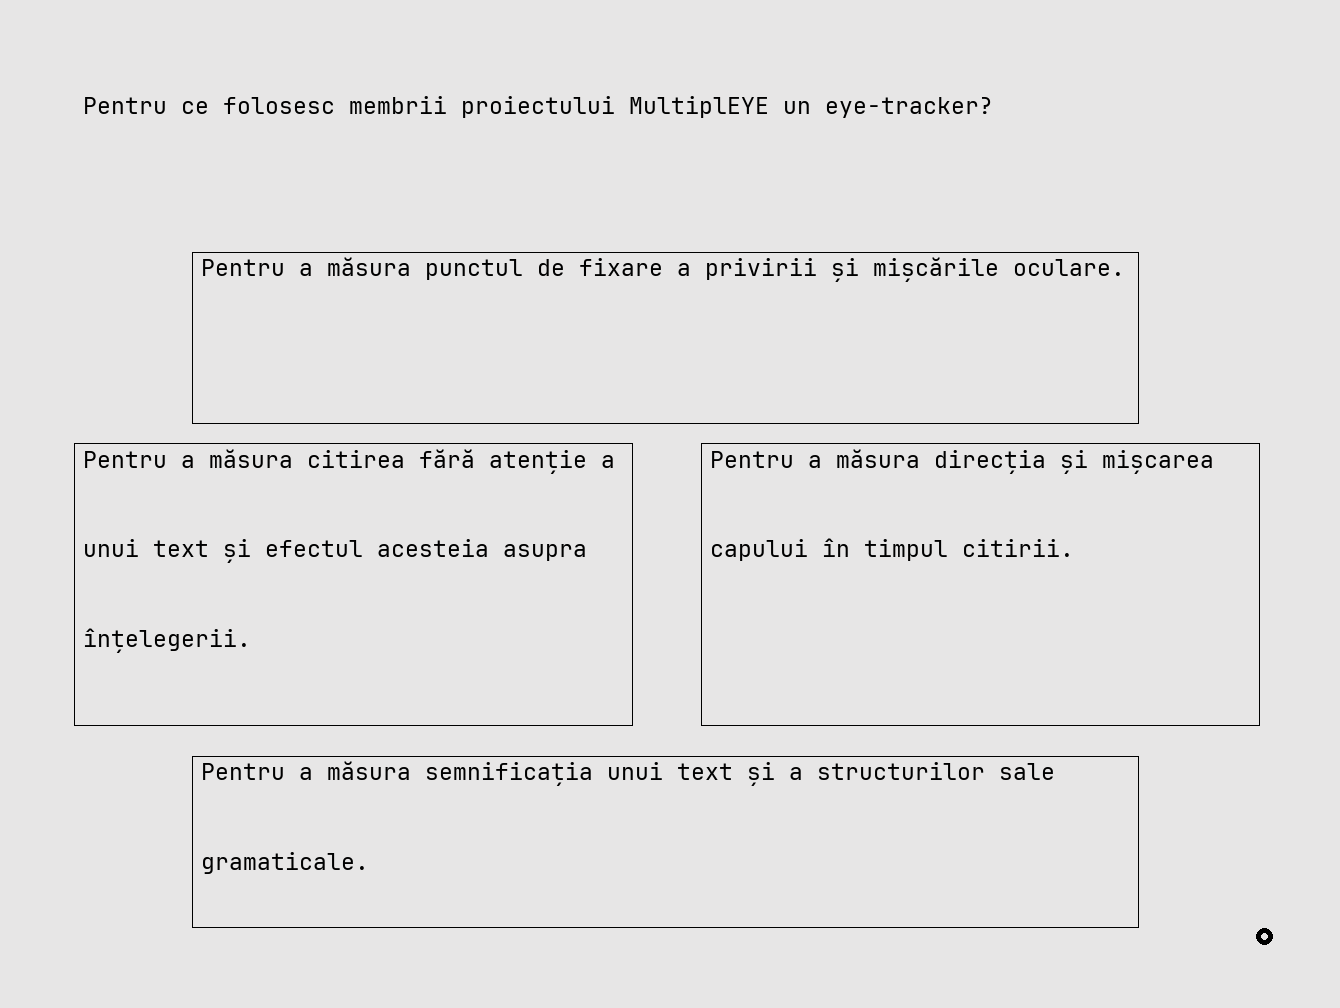 Pentru ce folosesc membrii proiectului MultiplEYE un eye-tracker?
Pentru a măsura punctul de fixare a privirii și mișcările oculare.
Pentru a măsura citirea fără atenție a
unui text și efectul acesteia asupra
înțelegerii.
Pentru a măsura direcția și mișcarea
capului în timpul citirii.
Pentru a măsura semnificația unui text și a structurilor sale
gramaticale.